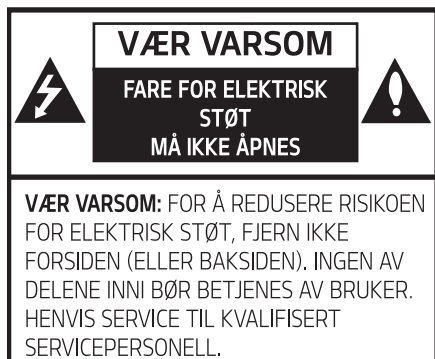 VÆR VARSOM
FARE FOR ELEKTRISK
STØT
MÅ IKKE ÅPNES
VÆR VARSOM: FOR Å REDUSERE RISIKOEN
FOR ELEKTRISK STØT, FJERN IKKE
FORSIDEN (ELLER BAKSIDEN). INGEN AV
DELENE INNI BØR BETJENES AV BRUKER.
HENVIS SERVICE TIL KVALIFISERT
SERVICEPERSONELL.